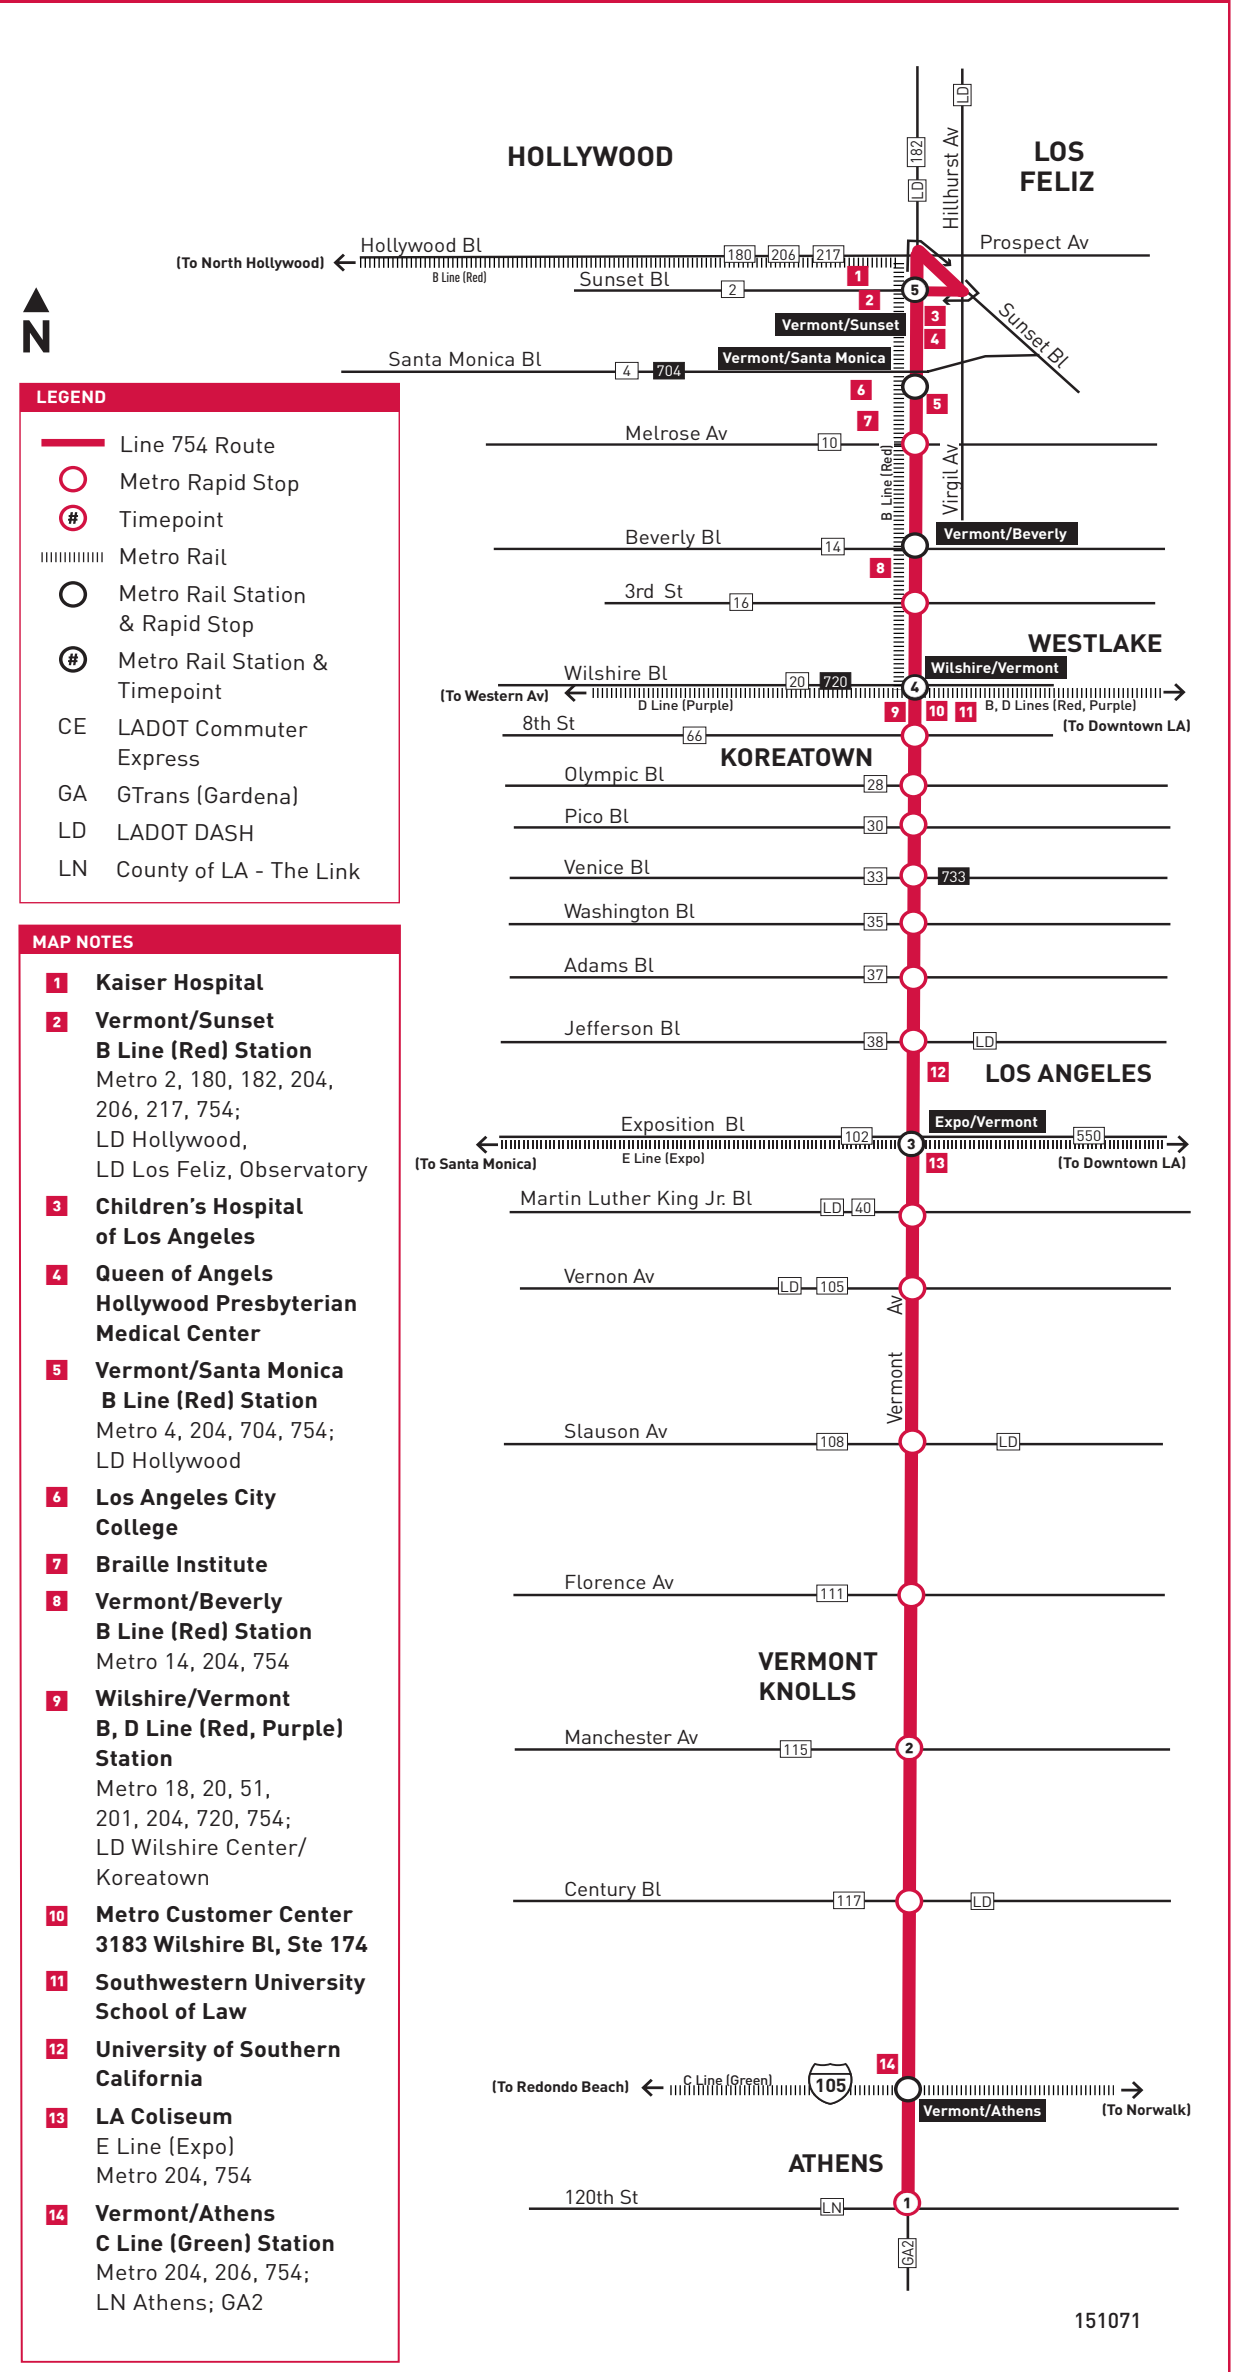 LD
182
LD
Hillhurst Av
HOLLYWOOD
LOS
FELIZ
Hollywood Bl
180
206
217
Prospect Av
(To North Hollywood)
B Line (Red)
1
Sunset Bl
2
2
5
3
4
Vermont/Sunset
Sunset Bl
N
Santa Monica Bl
4
704
Vermont/Santa Monica
6
5
7
Melrose Av
10
B Line (Red)
Virgil Av
Beverly Bl
14
Vermont/Beverly
8
3rd St
16
WESTLAKE
Wilshire Bl
20
720
4
Wilshire/Vermont
(To Western Av)
D Line (Purple)
B, D Lines (Red, Purple)
(To Downtown LA)
9
10
11
8th St
66
KOREATOWN
Olympic Bl
28
Pico Bl
30
Venice Bl
33
733
Washington Bl
35
Adams Bl
37
Jefferson Bl
38
LD
12
LOS ANGELES
Exposition Bl
102
3
Expo/Vermont
550
(To Santa Monica)
E Line (Expo)
13
(To Downtown LA)
Martin Luther King Jr. Bl
LD
40
Vernon Av
LD
105
Vermont Av
Slauson Av
108
LD
Florence Av
111
VERMONT
KNOLLS
Manchester Av
115
2
Century Bl
117
LD
14
(To Redondo Beach)
C Line (Green)
105
Vermont/Athens
(To Norwalk)
ATHENS
120th St
LN
1
GA2
151071
LEGEND
Line 754 Route
Metro Rapid Stop
# Timepoint
Metro Rail
Metro Rail Station
& Rapid Stop
# Metro Rail Station &
Timepoint
CE LADOT Commuter
Express
GA GTrans (Gardena)
LD LADOT DASH
LN County of LA - The Link
MAP NOTES
1 Kaiser Hospital
2 Vermont/Sunset
B Line (Red) Station
Metro 2, 180, 182, 204,
206, 217, 754;
LD Hollywood,
LD Los Feliz, Observatory
3 Children's Hospital
of Los Angeles
4 Queen of Angels
Hollywood Presbyterian
Medical Center
5 Vermont/Santa Monica
B Line (Red) Station
Metro 4, 204, 704, 754;
LD Hollywood
6 Los Angeles City
College
7 Braille Institute
8 Vermont/Beverly
B Line (Red) Station
Metro 14, 204, 754
9 Wilshire/Vermont
B, D Line (Red, Purple)
Station
Metro 18, 20, 51,
201, 204, 720, 754;
LD Wilshire Center/
Koreatown
10 Metro Customer Center
3183 Wilshire Bl, Ste 174
11 Southwestern University
School of Law
12 University of Southern
California
13 LA Coliseum
E Line (Expo)
Metro 204, 754
14 Vermont/Athens
C Line (Green) Station
Metro 204, 206, 754;
LN Athens; GA2